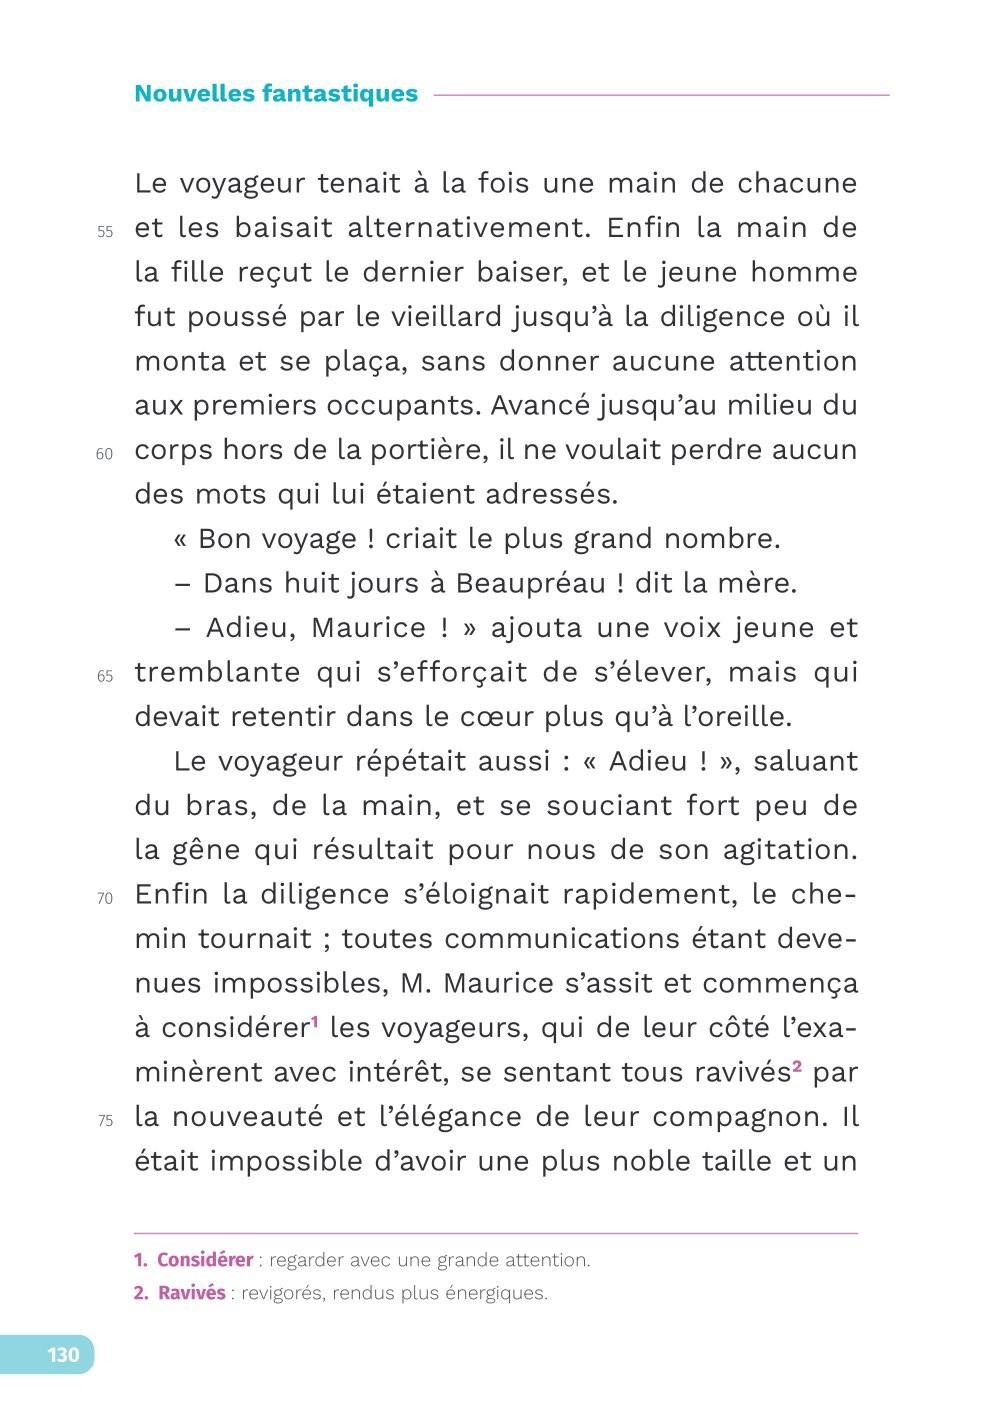 Nouvelles fantastiques
Le voyageur tenait à la fois une main de chacune
55 et les baisait alternativement. Enfin la main de
la fille reçut le dernier baiser, et le jeune homme
fut poussé par le vieillard jusqu’à la diligence où il
monta et se plaça, sans donner aucune attention
aux premiers occupants. Avancé jusqu’au milieu du
60 corps hors de la portière, il ne voulait perdre aucun
des mots qui lui étaient adressés.
« Bon voyage ! criait le plus grand nombre.
– Dans huit jours à Beaupréau ! dit la mère.
– Adieu, Maurice ! » ajouta une voix jeune et
65 tremblante qui s’efforçait de s’élever, mais qui
devait retentir dans le cœur plus qu’à l’oreille.
Le voyageur répétait aussi : « Adieu ! », saluant
du bras, de la main, et se souciant fort peu de
la gêne qui résultait pour nous de son agitation.
70 Enfin la diligence s’éloignait rapidement, le che-
min tournait ; toutes communications étant deve-
nues impossibles, M. Maurice s’assit et commença
à considérer¹ les voyageurs, qui de leur côté l’exa-
minèrent avec intérêt, se sentant tous ravivés² par
75 la nouveauté et l’élégance de leur compagnon. Il
était impossible d’avoir une plus noble taille et un
1. Considérer : regarder avec une grande attention.
2. Ravivés : revigorés, rendus plus énergiques.
130